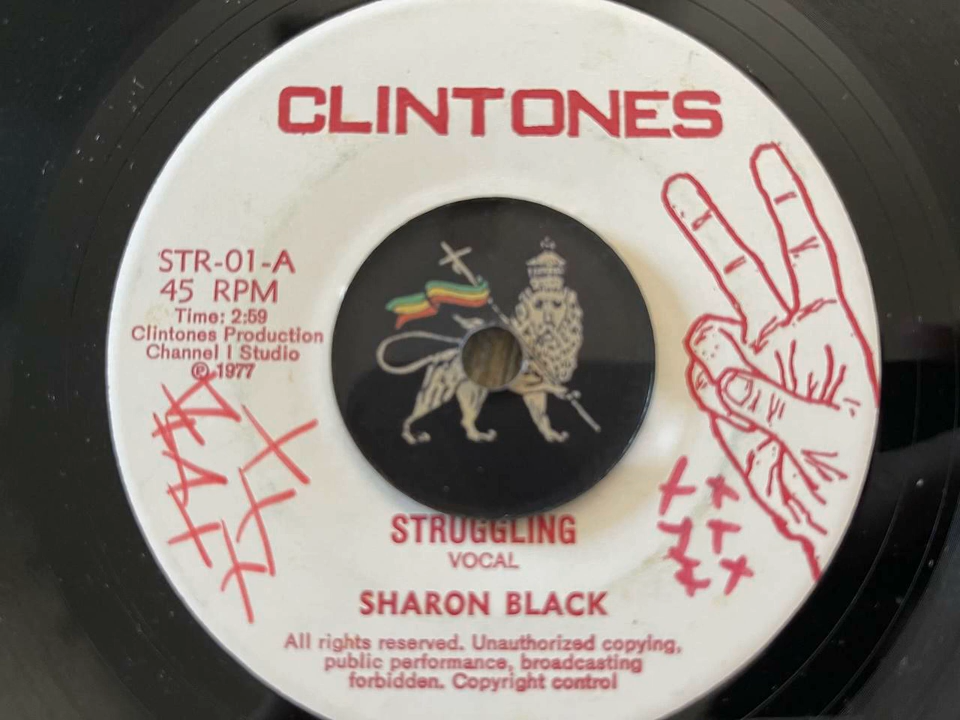 CLINTONES
STR-01-A
45 RPM
Time: 2:59
Clintones Production
Channel I Studio
℗ 1977
STRUGGLING
VOCAL
SHARON BLACK
All rights reserved. Unauthorized copying,
public performance, broadcasting
forbidden. Copyright control